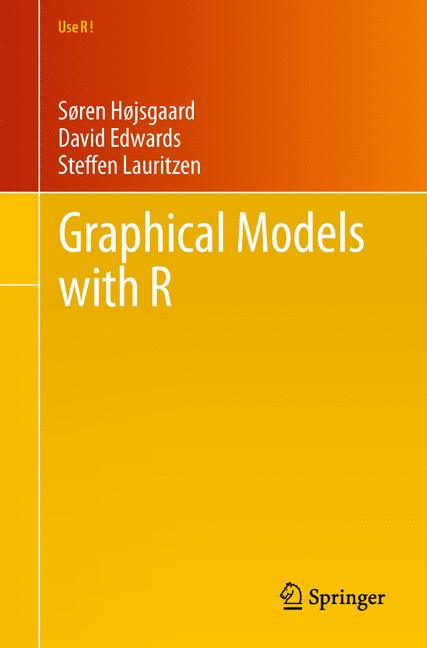 Use R!
Søren Højsgaard
David Edwards
Steffen Lauritzen
Graphical Models
with R
Springer